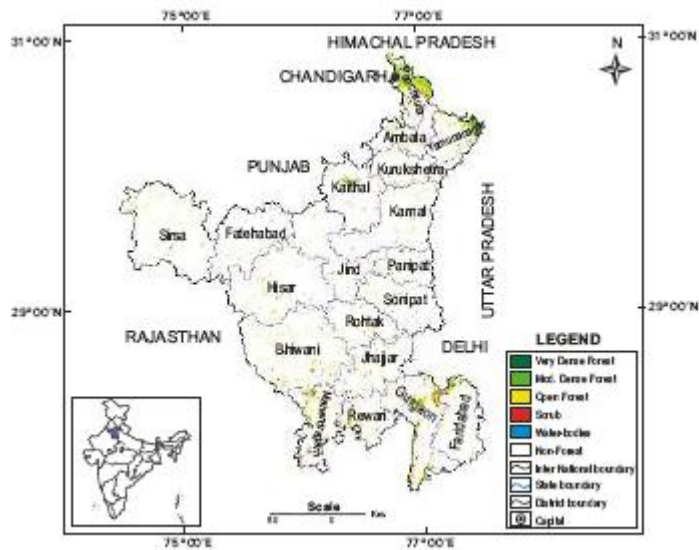 75°00'E 77°00'E
31°00'N 31°00'N
HIMACHAL PRADESH
N
CHANDIGARH
Ambala
Yamunanagar
PUNJAB
Kurukshetra
Kaithal
Karnal
UTTAR PRADESH
Sirsa
Fatehabad
Jind
Panipat
Hisar
Sonipat
29°00'N 29°00'N
Rohtak
RAJASTHAN
Bhiwani
Jhajjar
DELHI
Gurgaon
Faridabad
Rewari
LEGEND
Very Dense Forest
Mod. Dense Forest
Open Forest
Scrub
Water-bodies
Non-Forest
Inter National boundary
State boundary
District boundary
Capital
Scale
Kms
75°00'E 77°00'E